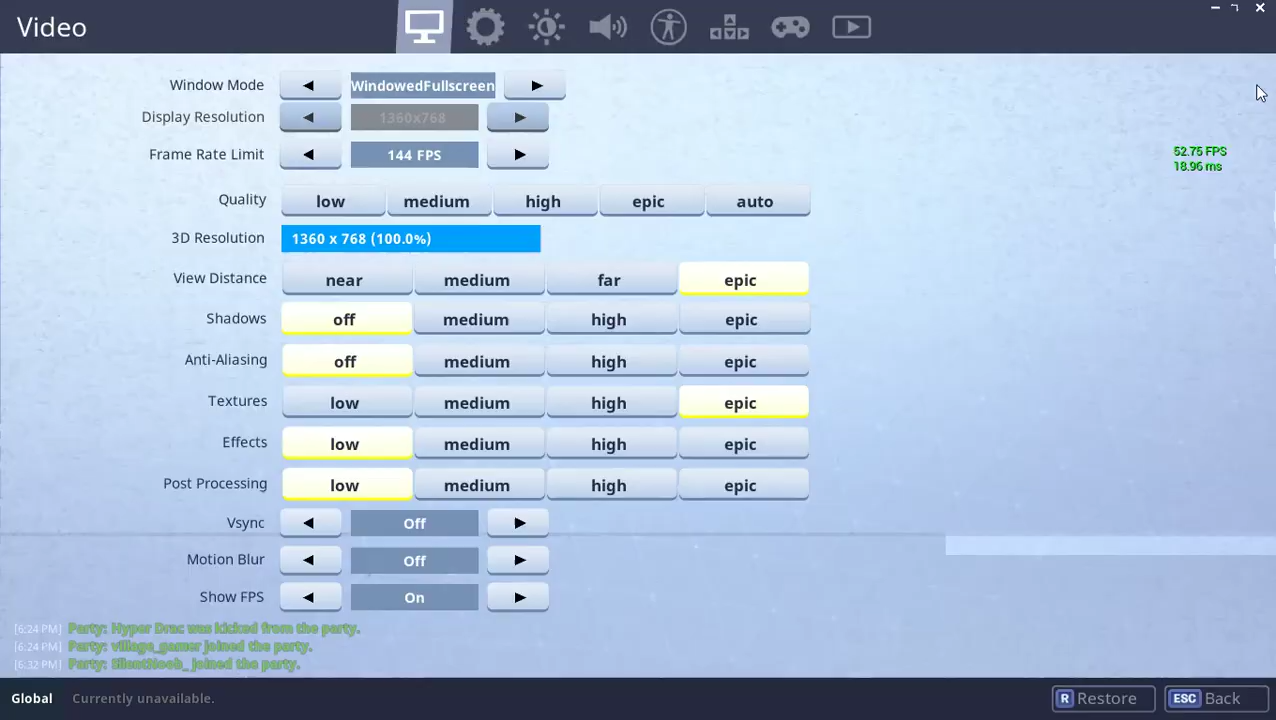 Video
Window Mode WindowedFullscreen
Display Resolution 1360x768
Frame Rate Limit 144 FPS
52.75 FPS
18.96 ms
Quality low medium high epic auto
3D Resolution 1360 x 768 (100.0%)
View Distance near medium far epic
Shadows off medium high epic
Anti-Aliasing off medium high epic
Textures low medium high epic
Effects low medium high epic
Post Processing low medium high epic
Vsync Off
Motion Blur Off
Show FPS On
[6:24 PM] Party: Hyper Drac was kicked from the party.
[6:24 PM] Party: village_gamer joined the party.
[6:32 PM] Party: SilentNoob_ joined the party.
Global Currently unavailable. R Restore ESC Back